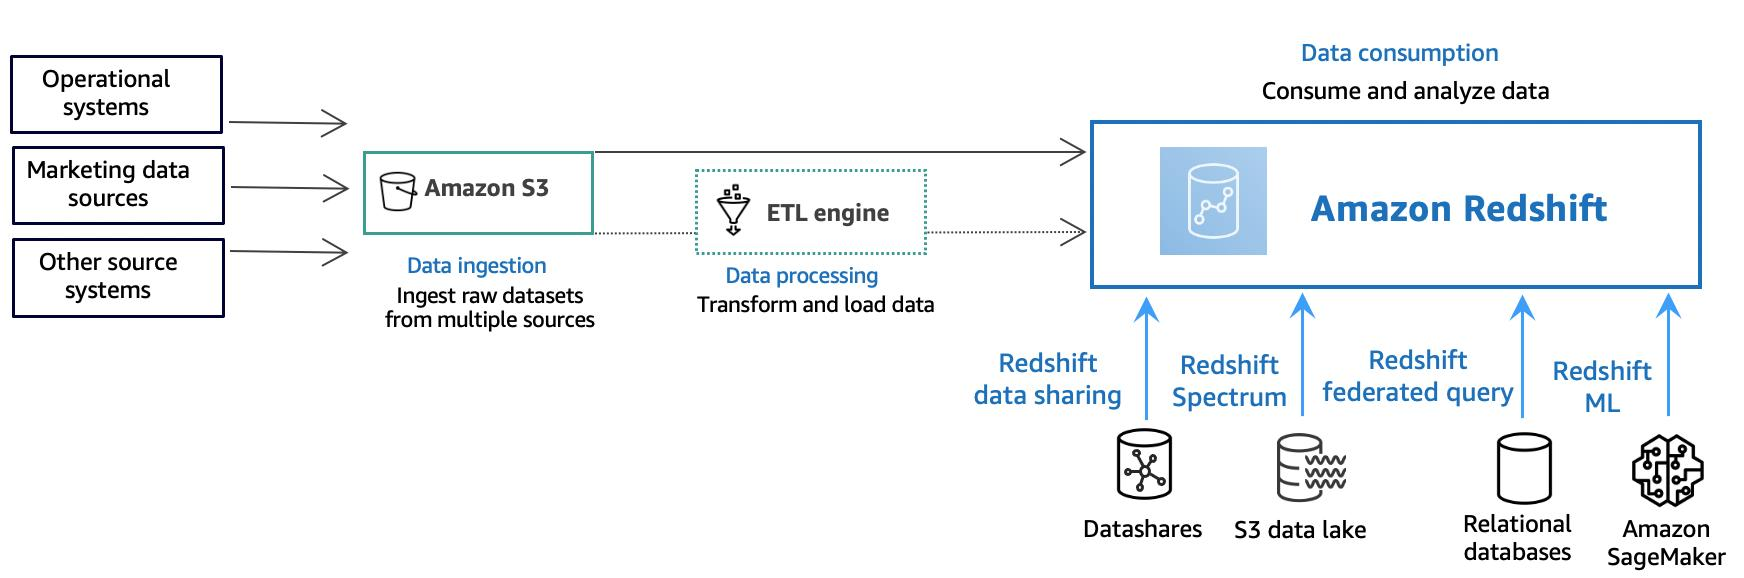 Operational
systems
Marketing data
sources
Other source
systems
Amazon S3
Data ingestion
Ingest raw datasets
from multiple sources
ETL engine
Data processing
Transform and load data
Data consumption
Consume and analyze data
Amazon Redshift
Redshift
data sharing
Redshift
Spectrum
Redshift
federated query
Redshift
ML
Datashares
S3 data lake
Relational
databases
Amazon
SageMaker